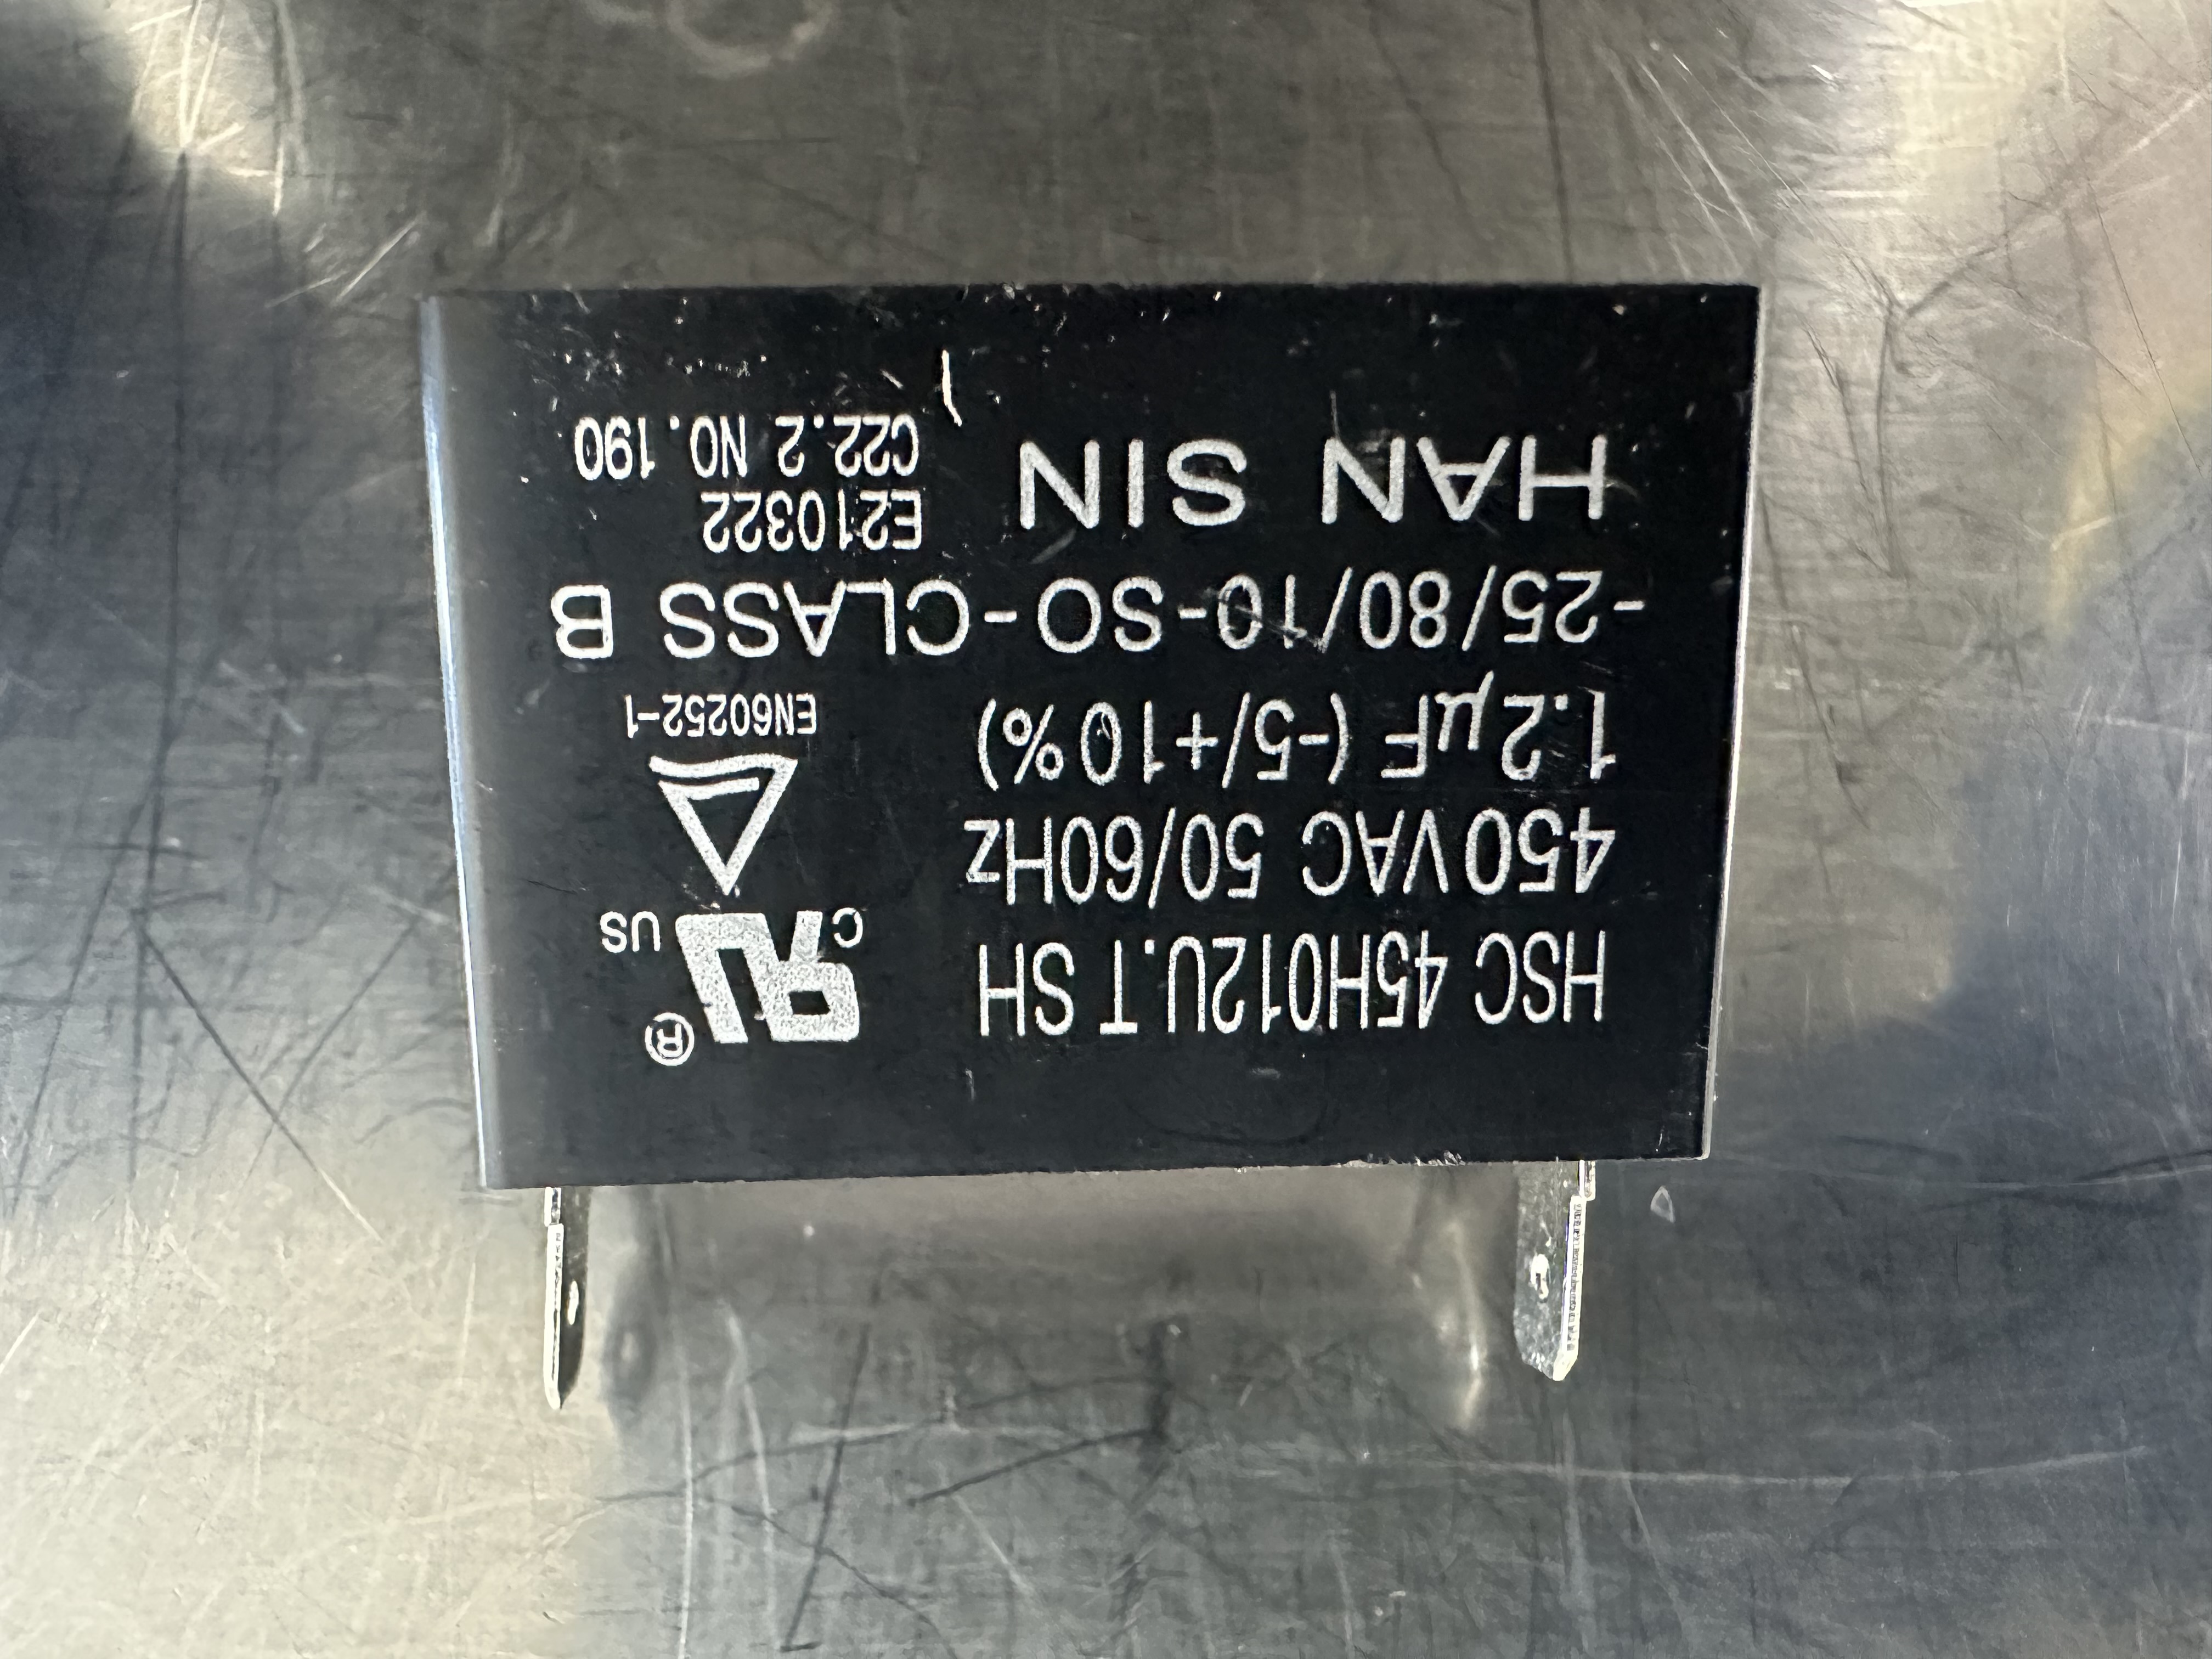 HSC 45H012U.T SH
450VAC 50/60Hz
1.2µF (-5/+10%)
-25/80/10-SO-CLASS B
HAN SIN
®
c RU US
EN60252-1
E210322
C22.2 NO.190